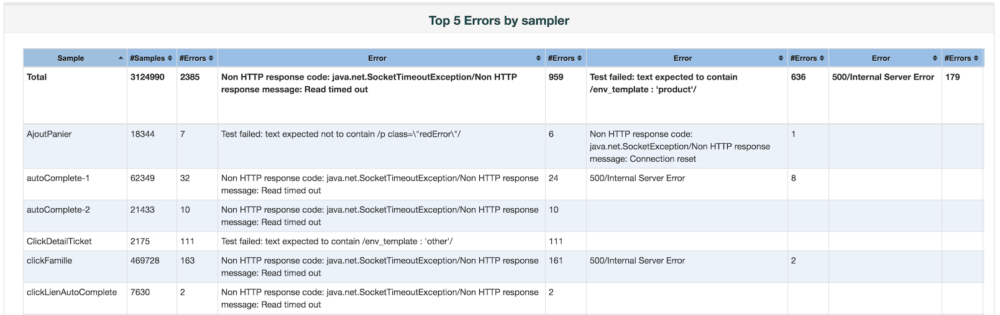 Top 5 Errors by sampler
Sample #Samples #Errors Error #Errors Error #Errors Error #Errors
Total 3124990 2385 Non HTTP response code: java.net.SocketTimeoutException/Non HTTP 959 Test failed: text expected to contain 636 500/Internal Server Error 179
response message: Read timed out /env_template : 'product'/
AjoutPanier 18344 7 Test failed: text expected not to contain /p class=\"redError\"/ 6 Non HTTP response code: 1
java.net.SocketException/Non HTTP response
message: Connection reset
autoComplete-1 62349 32 Non HTTP response code: java.net.SocketTimeoutException/Non HTTP response 24 500/Internal Server Error 8
message: Read timed out
autoComplete-2 21433 10 Non HTTP response code: java.net.SocketTimeoutException/Non HTTP response 10
message: Read timed out
ClickDetailTicket 2175 111 Test failed: text expected to contain /env_template : 'other'/ 111
clickFamille 469728 163 Non HTTP response code: java.net.SocketTimeoutException/Non HTTP response 161 500/Internal Server Error 2
message: Read timed out
clickLienAutoComplete 7630 2 Non HTTP response code: java.net.SocketTimeoutException/Non HTTP response 2
message: Read timed out